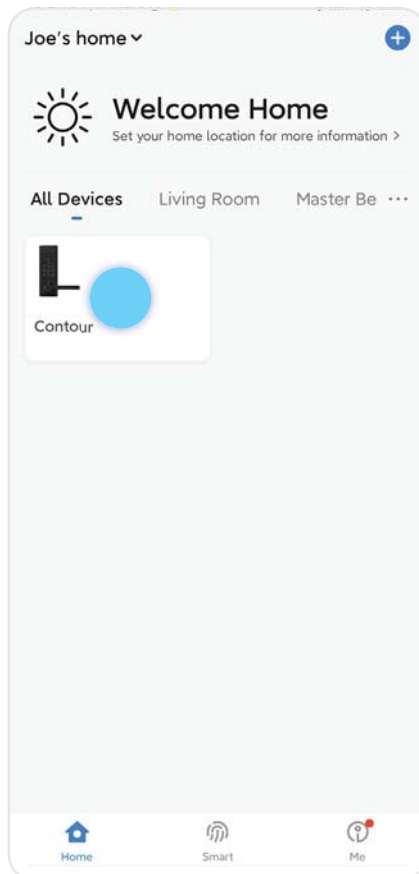 Joe's home
Welcome Home
Set your home location for more information >
All Devices Living Room Master Be ...
Contour
Home Smart Me